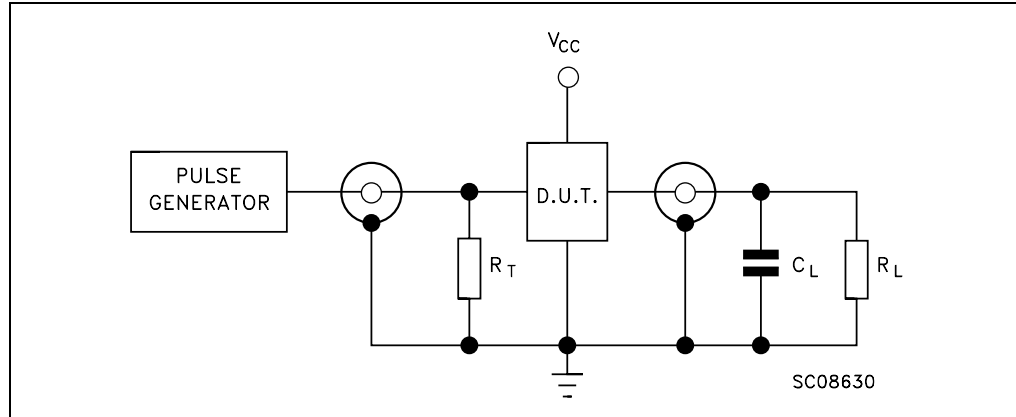 VCC
PULSE
GENERATOR
D.U.T.
RT
CL
RL
SC08630